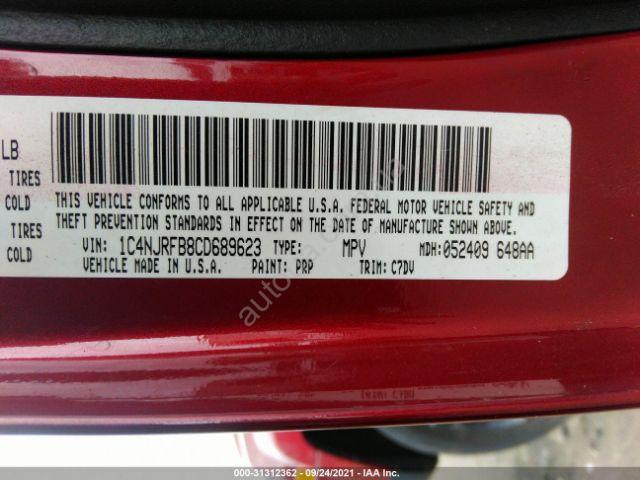 LB
TIRES
COLD
TIRES
COLD
THIS VEHICLE CONFORMS TO ALL APPLICABLE U.S.A. FEDERAL MOTOR VEHICLE SAFETY AND
THEFT PREVENTION STANDARDS IN EFFECT ON THE DATE OF MANUFACTURE SHOWN ABOVE.
VIN: 1C4NJRFB8CD689623 TYPE: MPV MDH:052409 648AA
VEHICLE MADE IN U.S.A. PAINT: PRP TRIM: C7DV
000-31312362 - 09/24/2021 - IAA Inc.